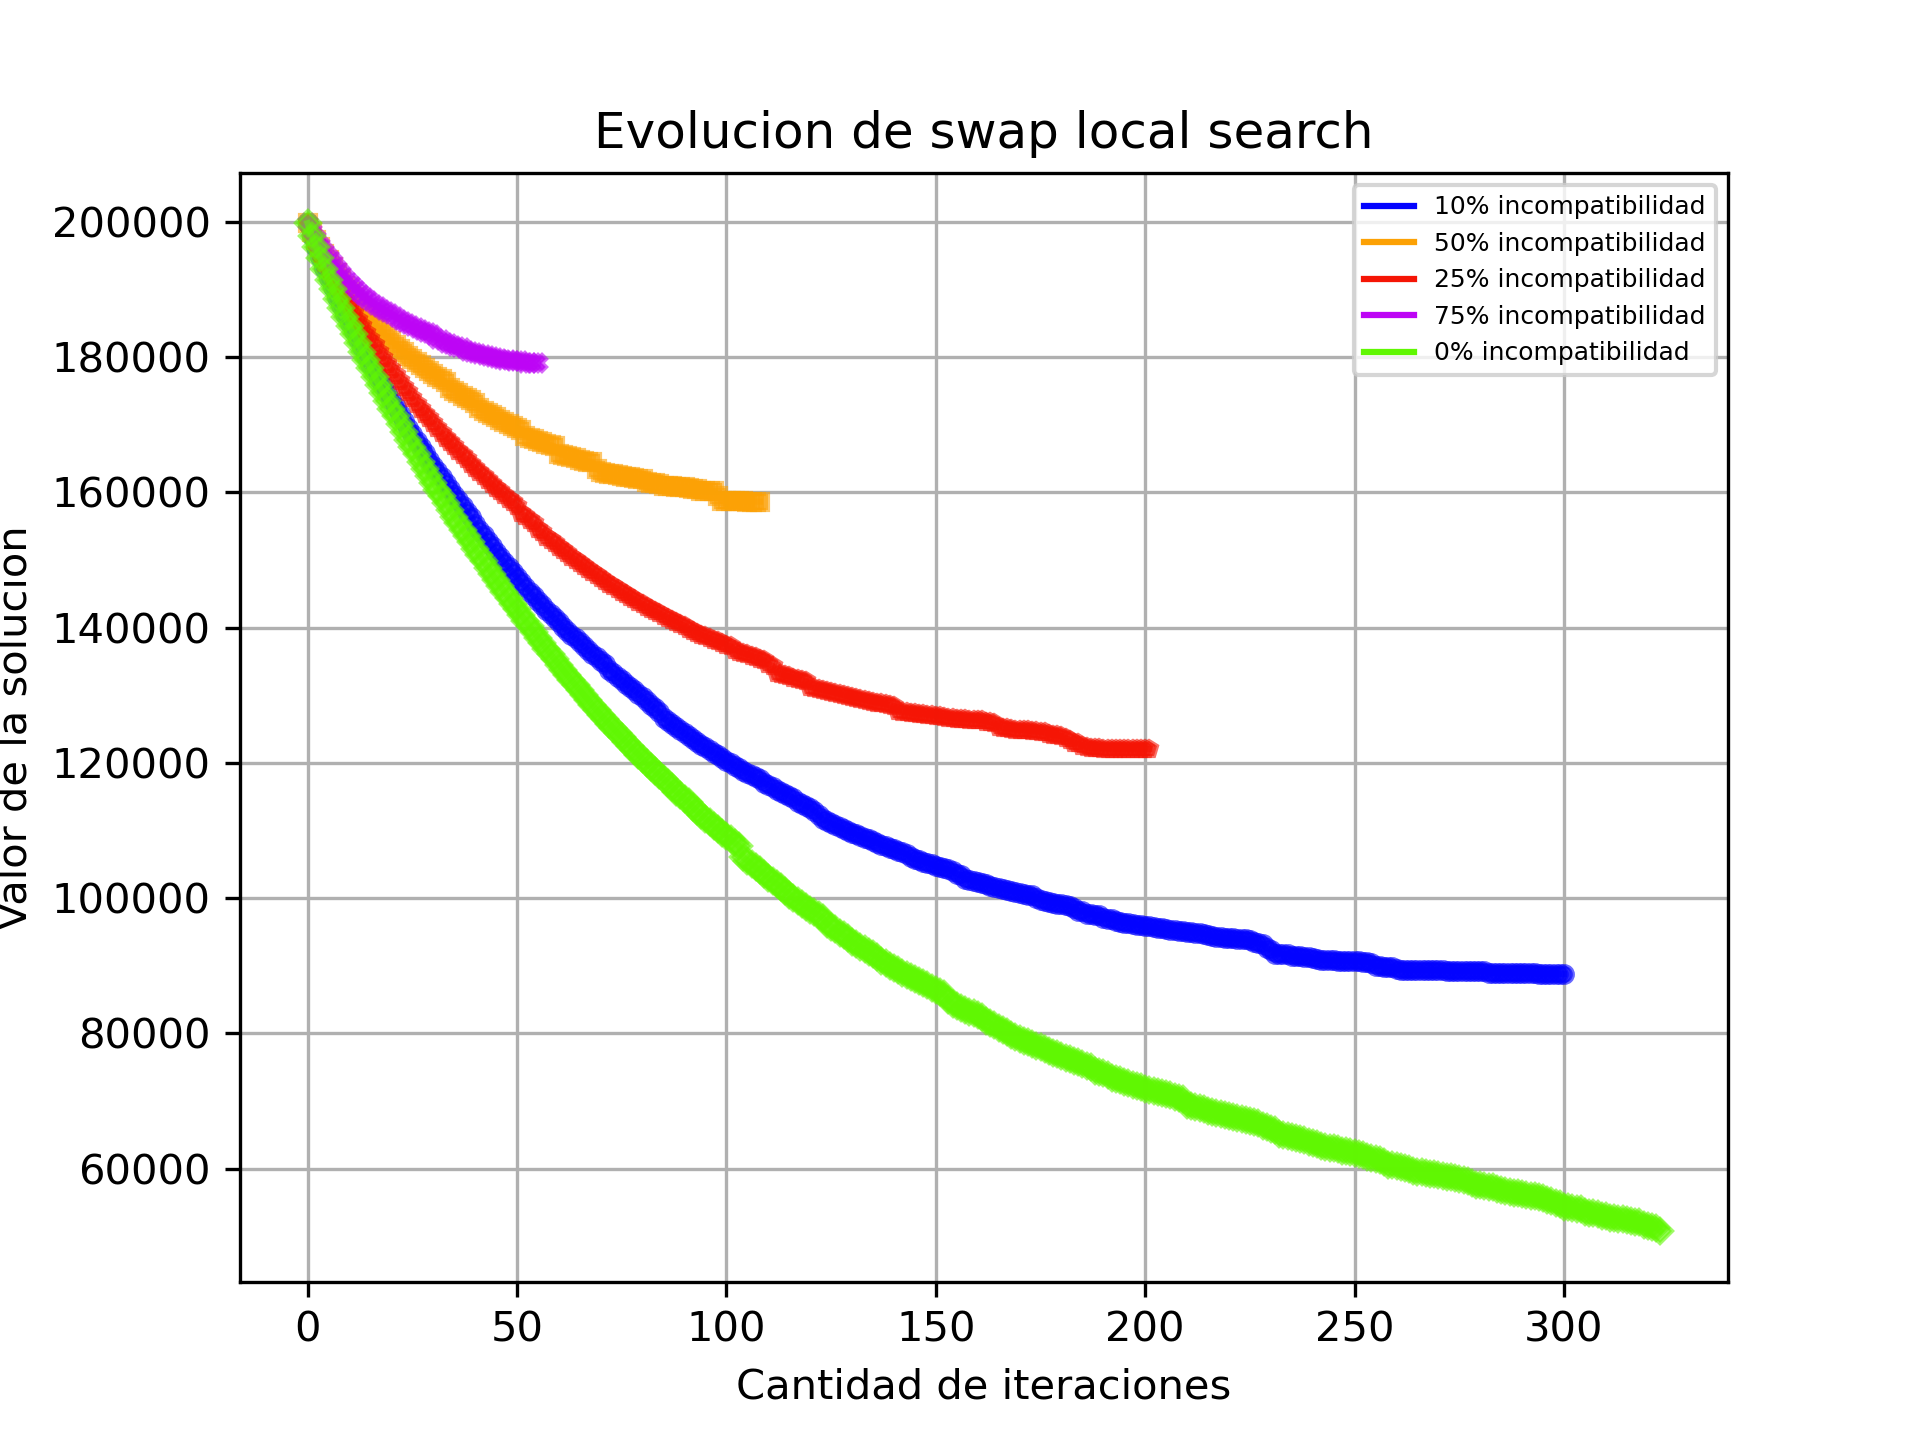 Evolucion de swap local search
10% incompatibilidad
50% incompatibilidad
25% incompatibilidad
75% incompatibilidad
0% incompatibilidad
Valor de la solucion
200000
180000
160000
140000
120000
100000
80000
60000
0 50 100 150 200 250 300
Cantidad de iteraciones